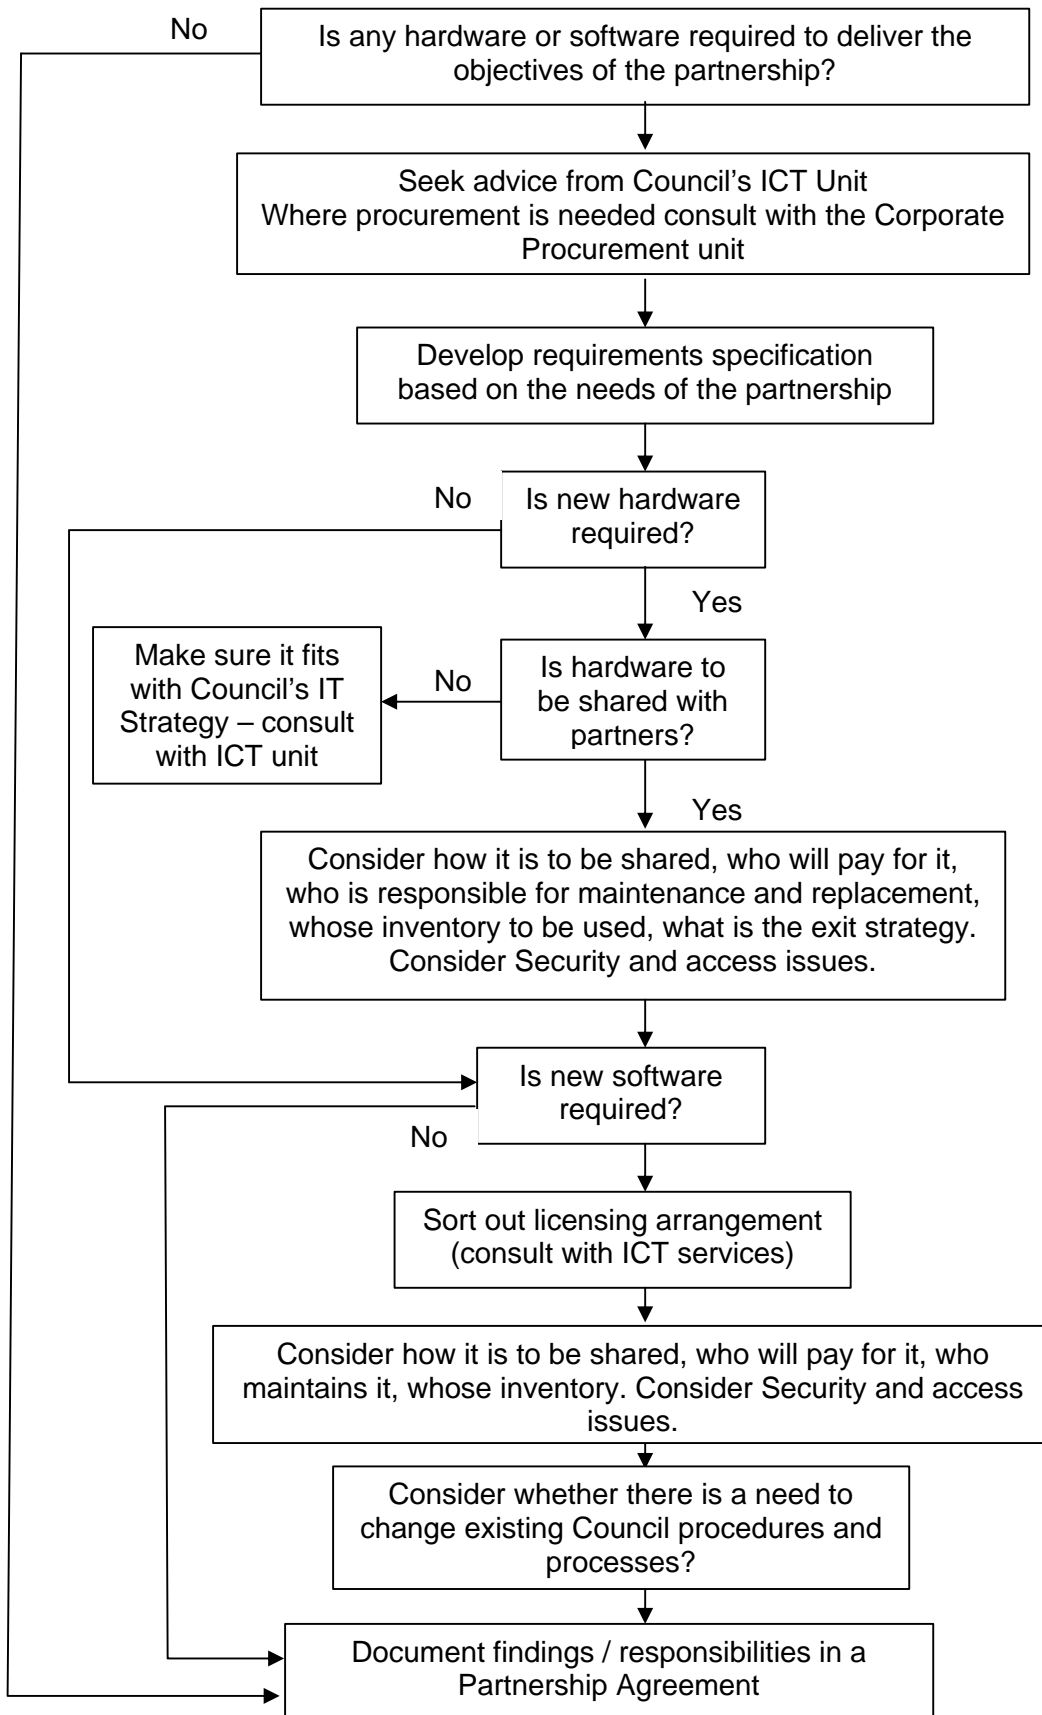 No
Is any hardware or software required to deliver the
objectives of the partnership?
Seek advice from Council's ICT Unit
Where procurement is needed consult with the Corporate
Procurement unit
Develop requirements specification
based on the needs of the partnership
No
Is new hardware
required?
Yes
Make sure it fits
with Council's IT
Strategy – consult
with ICT unit
No
Is hardware to
be shared with
partners?
Yes
Consider how it is to be shared, who will pay for it,
who is responsible for maintenance and replacement,
whose inventory to be used, what is the exit strategy.
Consider Security and access issues.
Is new software
required?
No
Sort out licensing arrangement
(consult with ICT services)
Consider how it is to be shared, who will pay for it, who
maintains it, whose inventory. Consider Security and access
issues.
Consider whether there is a need to
change existing Council procedures and
processes?
Document findings / responsibilities in a
Partnership Agreement